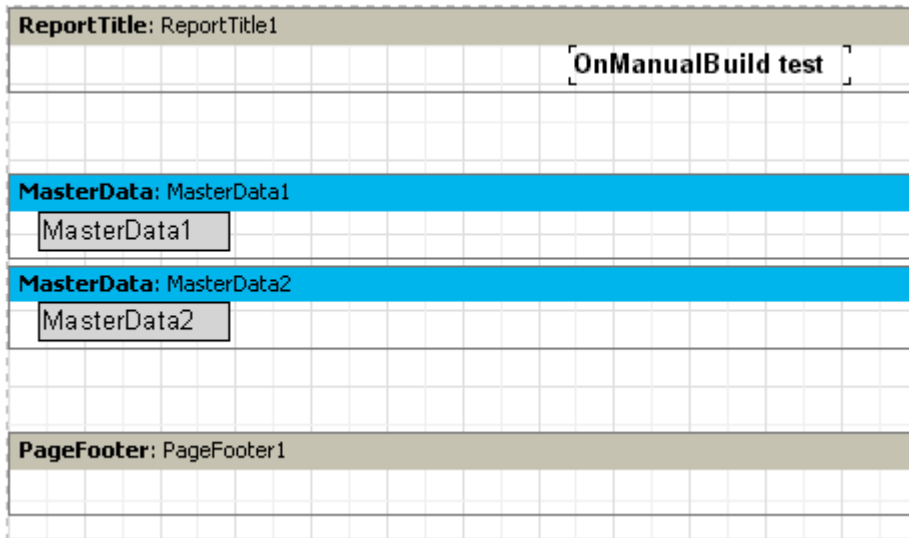 ReportTitle: ReportTitle1
OnManualBuild test
MasterData: MasterData1
MasterData1
MasterData: MasterData2
MasterData2
PageFooter: PageFooter1